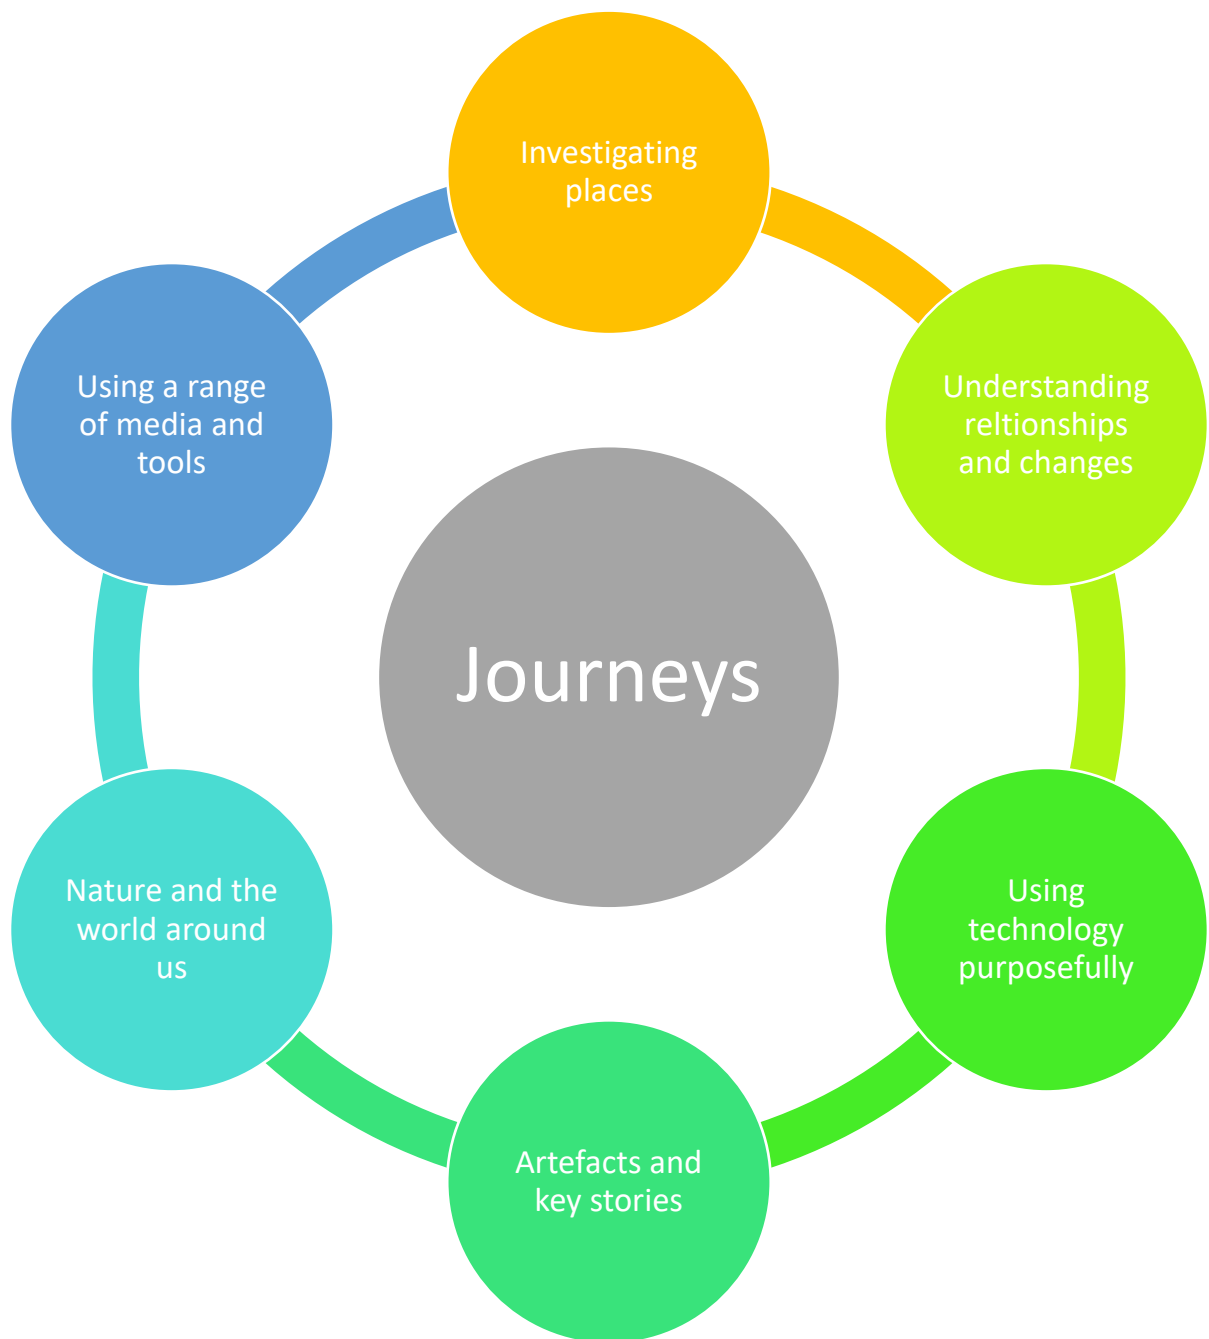 Investigating
places
Understanding
reltionships
and changes
Using
technology
purposefully
Artefacts and
key stories
Nature and the
world around
us
Using a range
of media and
tools
Journeys